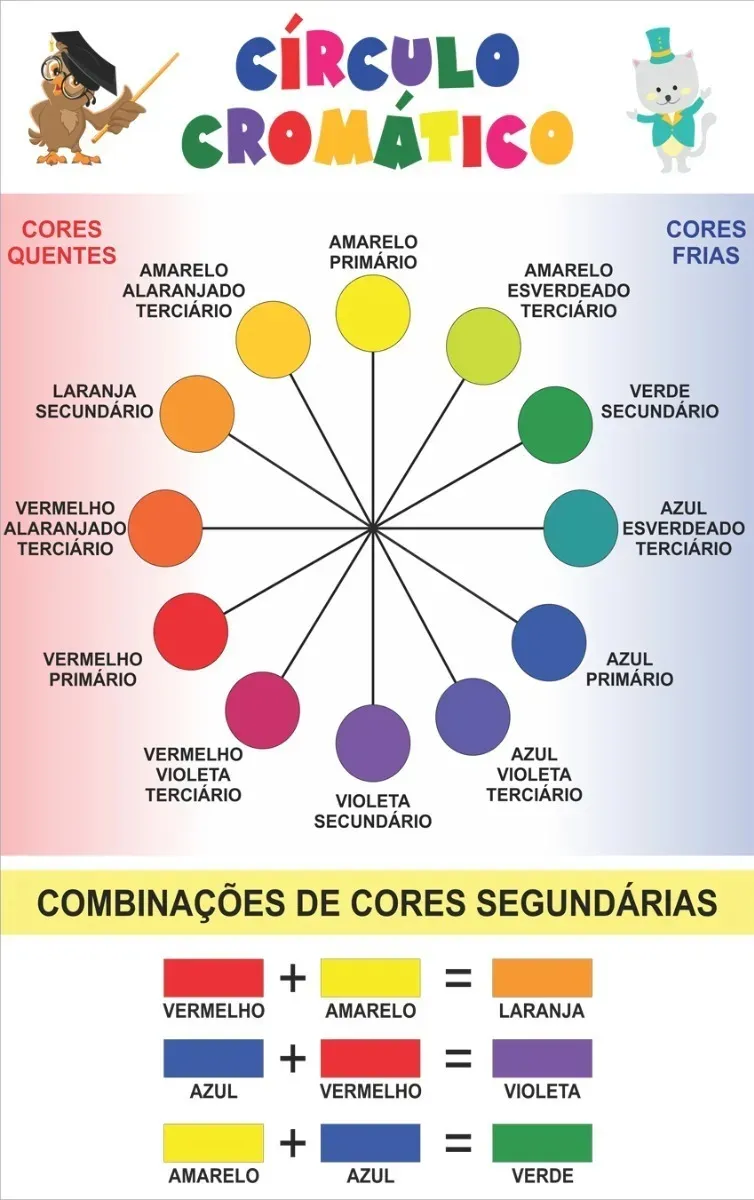 CÍRCULO
CROMÁTICO
CORES
QUENTES
CORES
FRIAS
AMARELO
PRIMÁRIO
AMARELO
ESVERDEADO
TERCIÁRIO
VERDE
SECUNDÁRIO
AZUL
ESVERDEADO
TERCIÁRIO
AZUL
PRIMÁRIO
AZUL
VIOLETA
TERCIÁRIO
VIOLETA
SECUNDÁRIO
VERMELHO
VIOLETA
TERCIÁRIO
VERMELHO
PRIMÁRIO
VERMELHO
ALARANJADO
TERCIÁRIO
LARANJA
SECUNDÁRIO
AMARELO
ALARANJADO
TERCIÁRIO
COMBINAÇÕES DE CORES SEGUNDÁRIAS
+ =
VERMELHO AMARELO LARANJA
+ =
AZUL VERMELHO VIOLETA
+ =
AMARELO AZUL VERDE